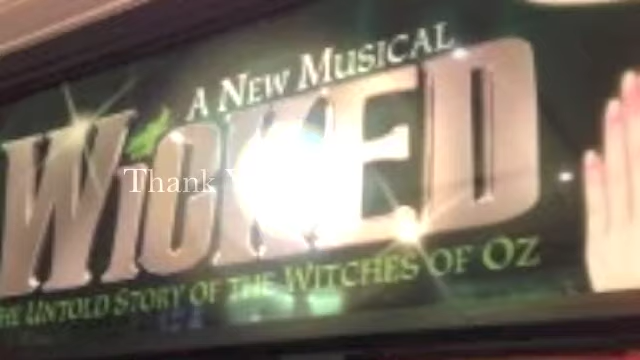 A NEW MUSICAL
WiCKED
Thank
THE UNTOLD STORY OF THE WITCHES OF OZ